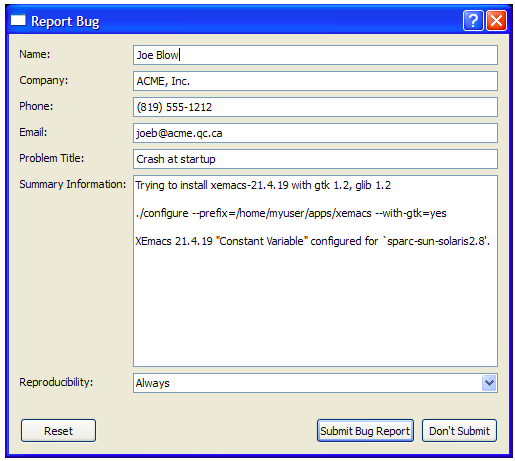 Report Bug
Name: Joe Blow
Company: ACME, Inc.
Phone: (819) 555-1212
Email: joeb@acme.qc.ca
Problem Title: Crash at startup
Summary Information: Trying to install xemacs-21.4.19 with gtk 1.2, glib 1.2
./configure --prefix=/home/myuser/apps/xemacs --with-gtk=yes
XEmacs 21.4.19 "Constant Variable" configured for `sparc-sun-solaris2.8'.
Reproducibility: Always
Reset Submit Bug Report Don't Submit